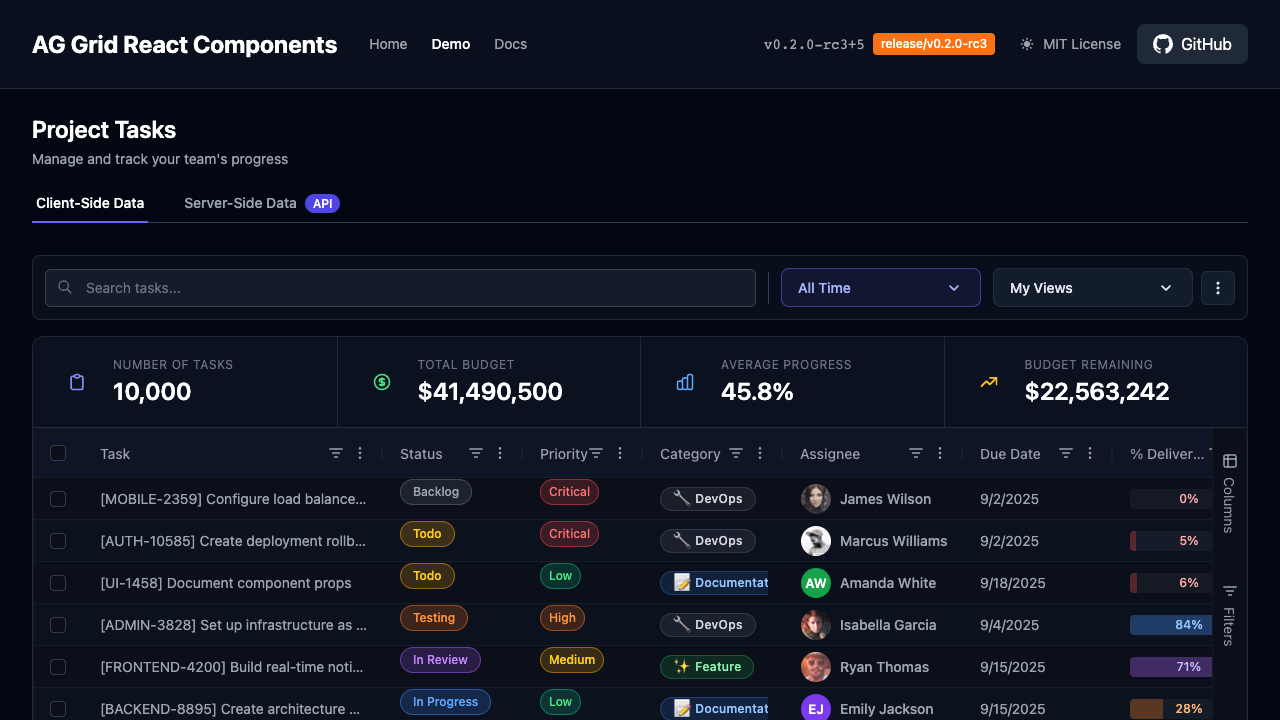 AG Grid React Components Home Demo Docs v0.2.0-rc3+5 release/v0.2.0-rc3 MIT License GitHub
Project Tasks
Manage and track your team's progress
Client-Side Data Server-Side Data API
Search tasks... All Time My Views
NUMBER OF TASKS TOTAL BUDGET AVERAGE PROGRESS BUDGET REMAINING
10,000 $41,490,500 45.8% $22,563,242
Task Status Priority Category Assignee Due Date % Deliver...
[MOBILE-2359] Configure load balance... Backlog Critical DevOps James Wilson 9/2/2025 0%
[AUTH-10585] Create deployment rollb... Todo Critical DevOps Marcus Williams 9/2/2025 5%
[UI-1458] Document component props Todo Low Documentat AW Amanda White 9/18/2025 6%
[ADMIN-3828] Set up infrastructure as ... Testing High DevOps Isabella Garcia 9/4/2025 84%
[FRONTEND-4200] Build real-time noti... In Review Medium Feature Ryan Thomas 9/15/2025 71%
[BACKEND-8895] Create architecture ... In Progress Low Documentat EJ Emily Jackson 9/15/2025 28%
Columns
Filters